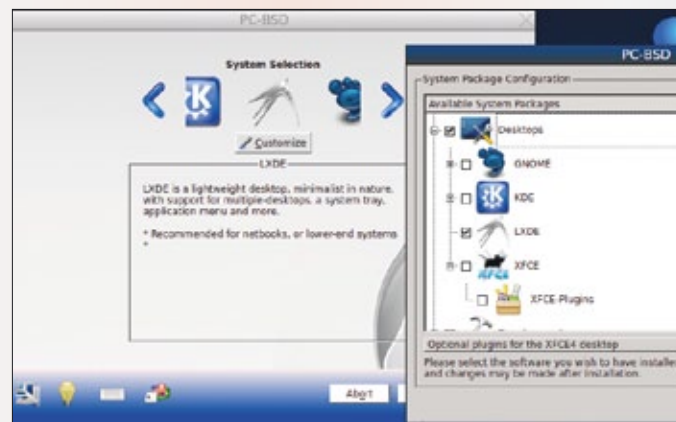 PC-BSD
System Selection
Customize
LXDE
LXDE is a lightweight desktop, minimalist in nature,
with support for multiple-desktops, a system tray,
application menu and more.
* Recommended for netbooks, or lower-end systems
*
Abort
PC-BSD
System Package Configuration
Available System Packages
Desktops
GNOME
KDE
LXDE
XFCE
XFCE
XFCE-Plugins
Optional plugins for the XFCE4 desktop
Please select the software you wish to have installe
and changes may be made after installation.